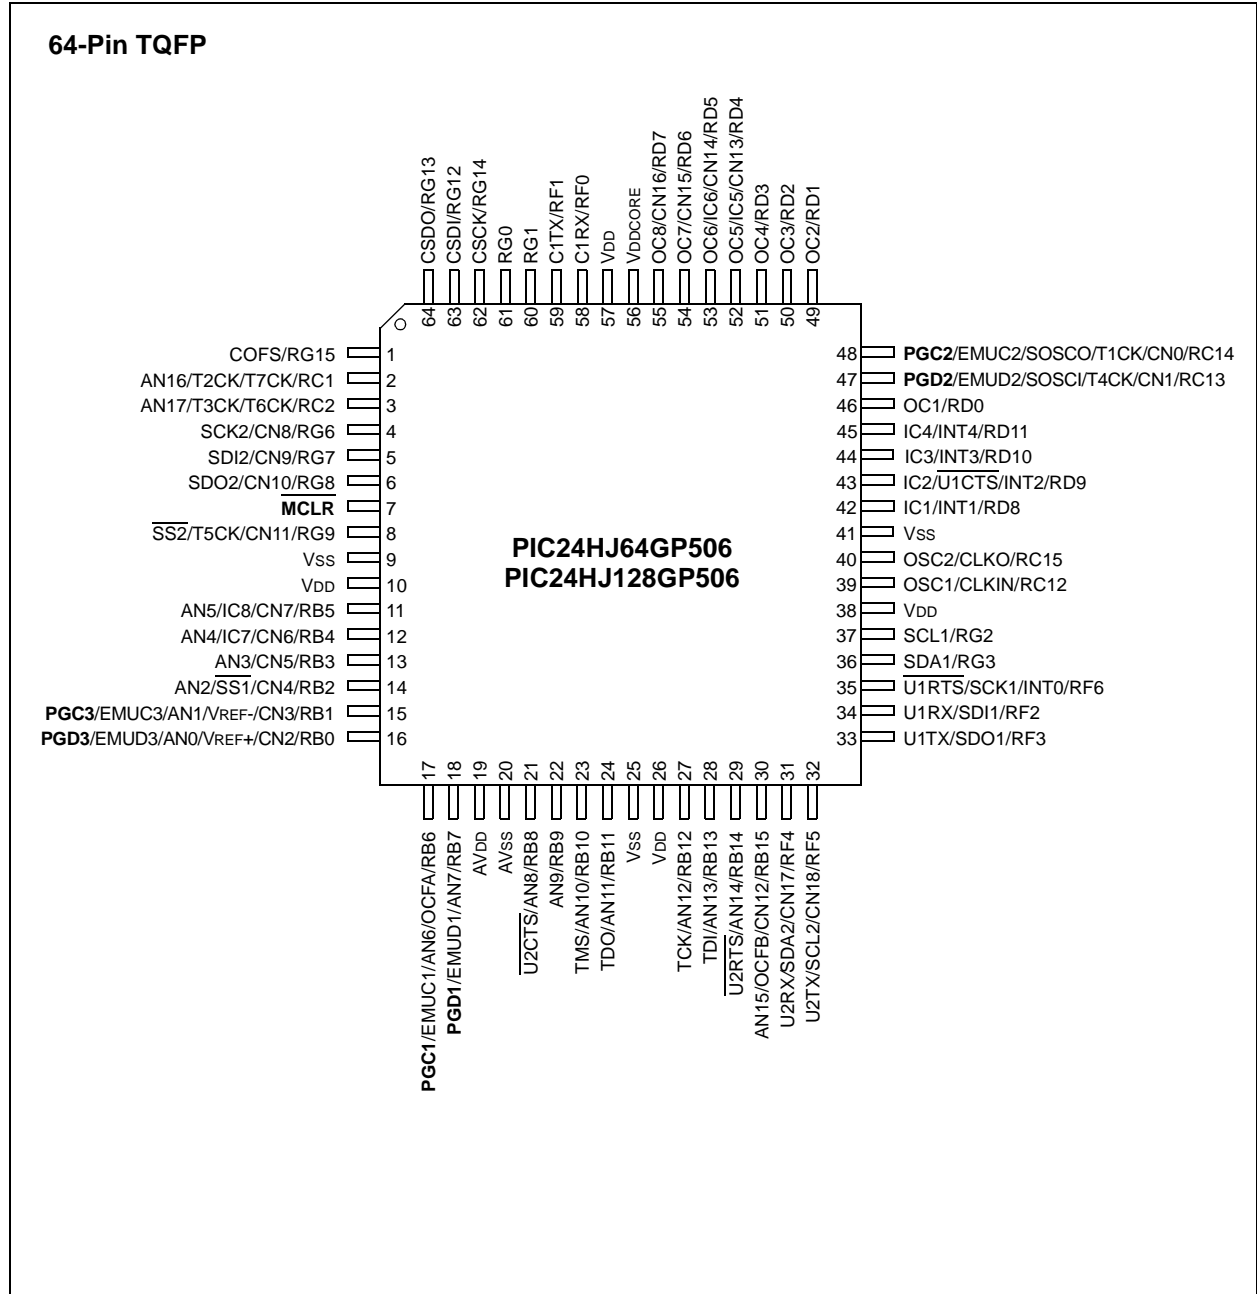 64-Pin TQFP
CSDO/RG13
CSDI/RG12
CSCK/RG14
RG0
RG1
C1TX/RF1
C1RX/RF0
VDD
VDDCORE
OC8/CN16/RD7
OC7/CN15/RD6
OC6/IC6/CN14/RD5
OC5/IC5/CN13/RD4
OC4/RD3
OC3/RD2
OC2/RD1
64
63
62
61
60
59
58
57
56
55
54
53
52
51
50
49
COFS/RG15 1
AN16/T2CK/T7CK/RC1 2
AN17/T3CK/T6CK/RC2 3
SCK2/CN8/RG6 4
SDI2/CN9/RG7 5
SDO2/CN10/RG8 6
MCLR 7
SS2/T5CK/CN11/RG9 8
VSS 9
VDD 10
AN5/IC8/CN7/RB5 11
AN4/IC7/CN6/RB4 12
AN3/CN5/RB3 13
AN2/SS1/CN4/RB2 14
PGC3/EMUC3/AN1/VREF-/CN3/RB1 15
PGD3/EMUD3/AN0/VREF+/CN2/RB0 16
PIC24HJ64GP506
PIC24HJ128GP506
48 PGC2/EMUC2/SOSCO/T1CK/CN0/RC14
47 PGD2/EMUD2/SOSCI/T4CK/CN1/RC13
46 OC1/RD0
45 IC4/INT4/RD11
44 IC3/INT3/RD10
43 IC2/U1CTS/INT2/RD9
42 IC1/INT1/RD8
41 VSS
40 OSC2/CLKO/RC15
39 OSC1/CLKIN/RC12
38 VDD
37 SCL1/RG2
36 SDA1/RG3
35 U1RTS/SCK1/INT0/RF6
34 U1RX/SDI1/RF2
33 U1TX/SDO1/RF3
17
18
19
20
21
22
23
24
25
26
27
28
29
30
31
32
PGC1/EMUC1/AN6/OCFA/RB6
PGD1/EMUD1/AN7/RB7
AVDD
AVSS
U2CTS/AN8/RB8
AN9/RB9
TMS/AN10/RB10
TDO/AN11/RB11
VSS
VDD
TCK/AN12/RB12
TDI/AN13/RB13
U2RTS/AN14/RB14
AN15/OCFB/CN12/RB15
U2RX/SDA2/CN17/RF4
U2TX/SCL2/CN18/RF5